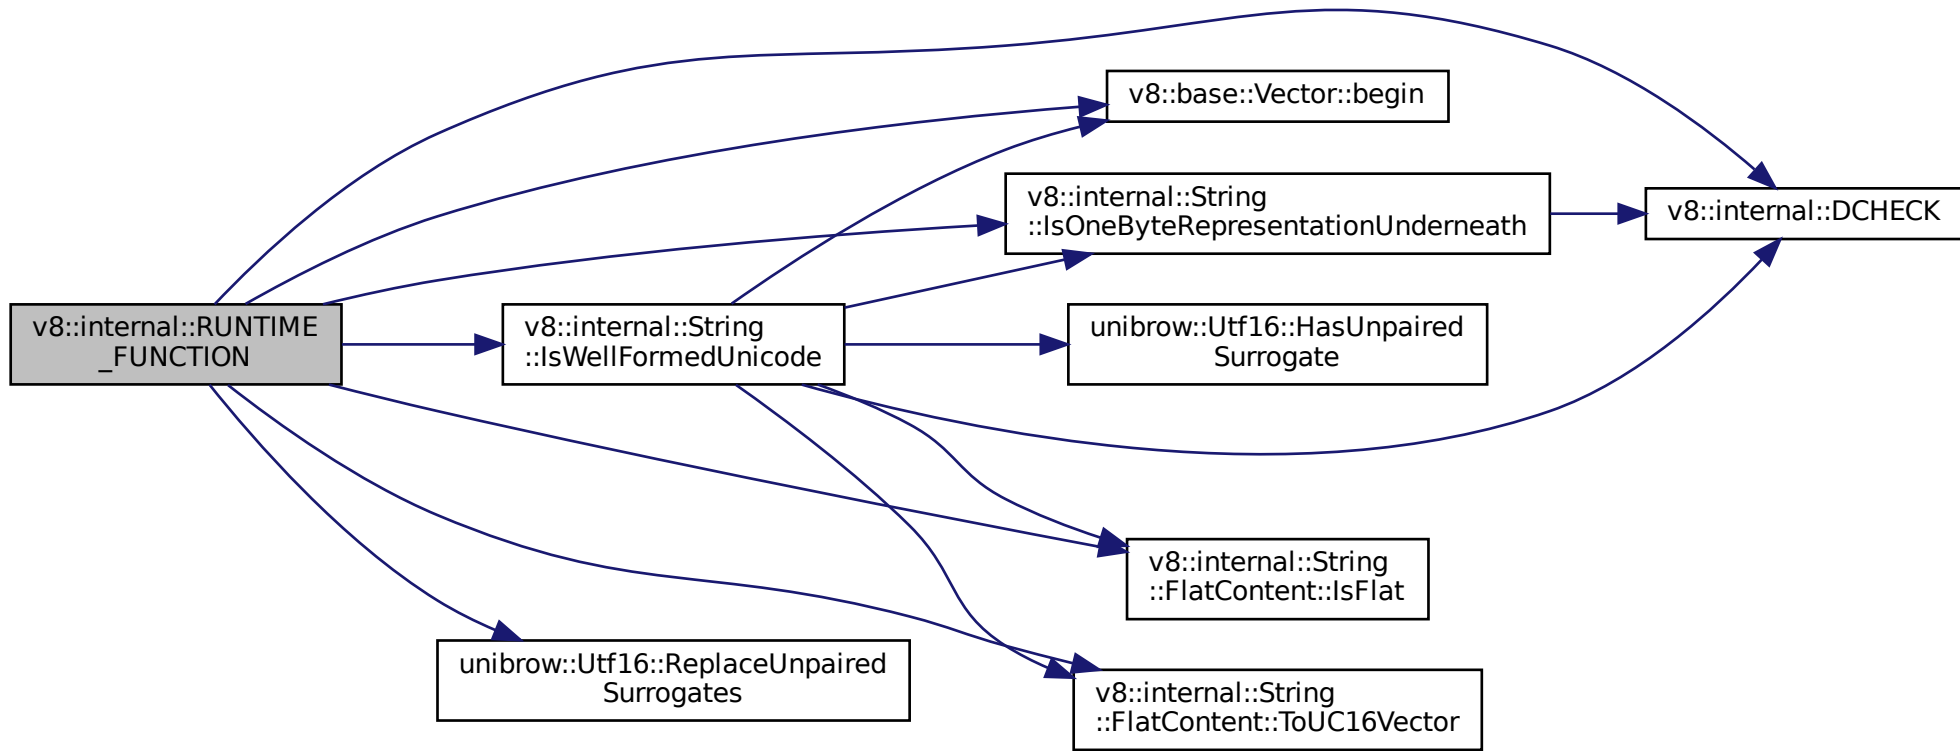 v8::base::Vector::begin
v8::internal::String
::IsOneByteRepresentationUnderneath
v8::internal::DCHECK
v8::internal::RUNTIME
_FUNCTION
v8::internal::String
::IsWellFormedUnicode
unibrow::Utf16::HasUnpaired
Surrogate
v8::internal::String
::FlatContent::IsFlat
unibrow::Utf16::ReplaceUnpaired
Surrogates
v8::internal::String
::FlatContent::ToUC16Vector